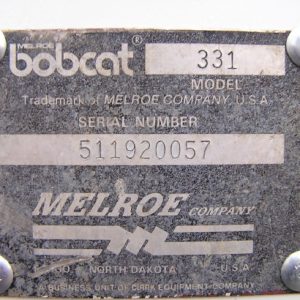 MELROE
bobcat ® 331
MODEL
Trademark of MELROE COMPANY, U.S.A.
SERIAL NUMBER
511920057
MELROE COMPANY
NORTH DAKOTA U.S.A.
A BUSINESS UNIT OF CLARK EQUIPMENT COMPANY